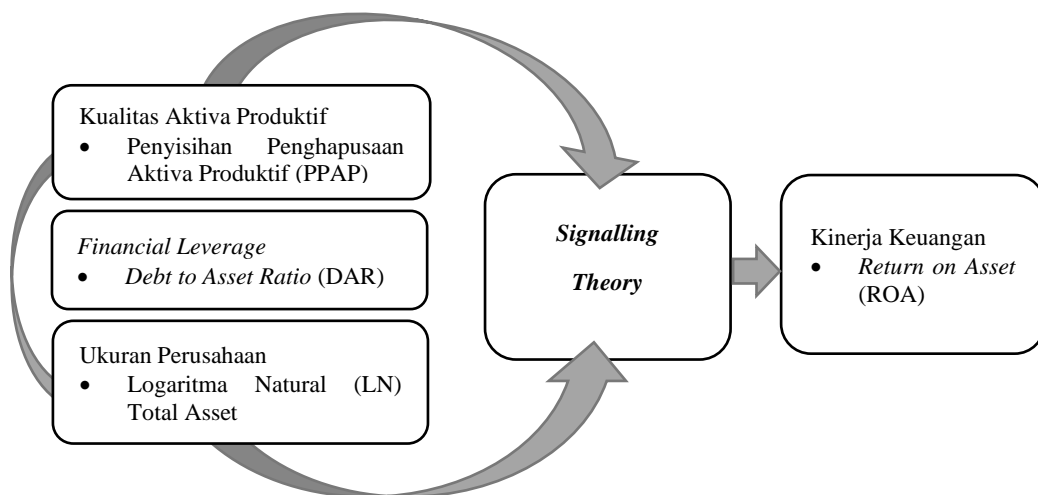 Kualitas Aktiva Produktif
• Penyisihan Penghapusaan
Aktiva Produktif (PPAP)
Financial Leverage
• Debt to Asset Ratio (DAR)
Ukuran Perusahaan
• Logaritma Natural (LN)
Total Asset
Signalling
Theory
Kinerja Keuangan
• Return on Asset
(ROA)